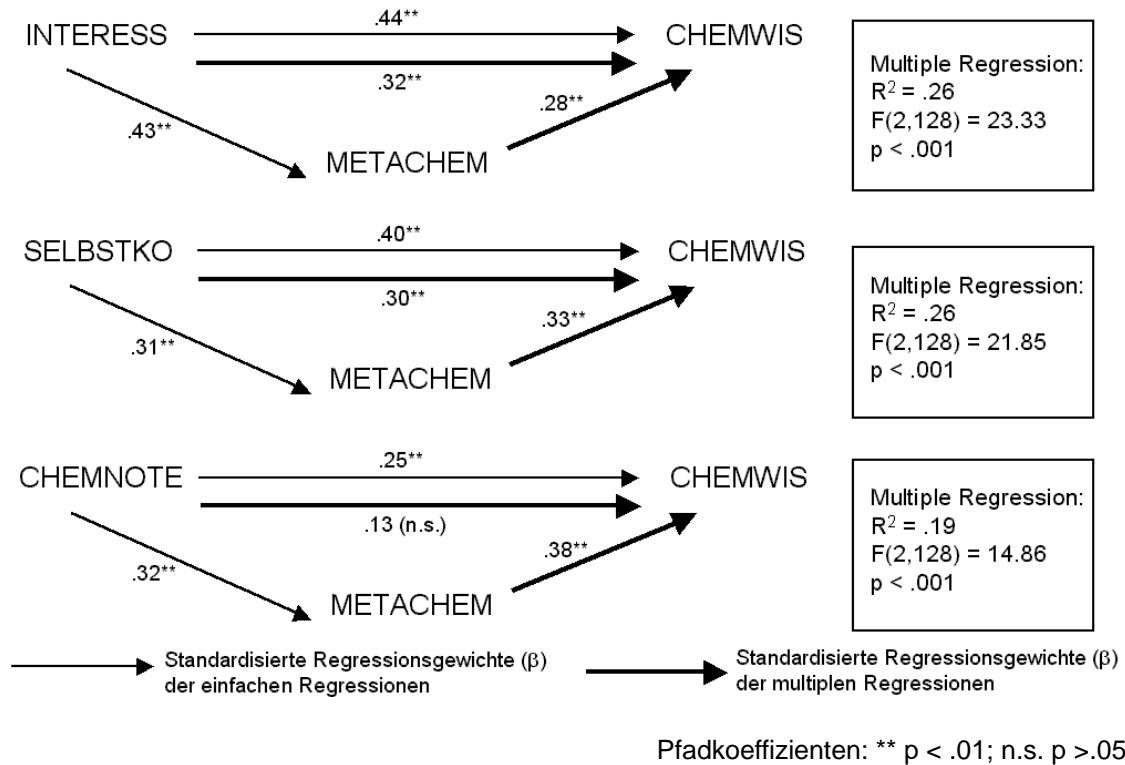 INTERESS
.44**
CHEMWIS
.32**
.43**
.28**
METACHEM
Multiple Regression:
R² = .26
F(2,128) = 23.33
p < .001
SELBSTKO
.40**
CHEMWIS
.30**
.31**
.33**
METACHEM
Multiple Regression:
R² = .26
F(2,128) = 21.85
p < .001
CHEMNOTE
.25**
CHEMWIS
.13 (n.s.)
.32**
.38**
METACHEM
Multiple Regression:
R² = .19
F(2,128) = 14.86
p < .001
Standardisierte Regressionsgewichte (β)
der einfachen Regressionen
Standardisierte Regressionsgewichte (β)
der multiplen Regressionen
Pfadkoeffizienten: ** p < .01; n.s. p >.05